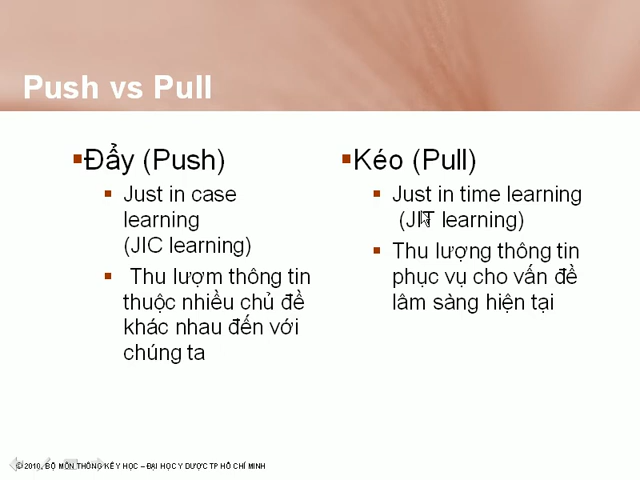 Push vs Pull
Đẩy (Push)
Just in case
learning
(JIC learning)
Thu lượm thông tin
thuộc nhiều chủ đề
khác nhau đến với
chúng ta
Kéo (Pull)
Just in time learning
(JIT learning)
Thu lượng thông tin
phục vụ cho vấn đề
lâm sàng hiện tại
© 2010, BỘ MÔN THỐNG KÊ Y HỌC – ĐẠI HỌC Y DƯỢC TP HỒ CHÍ MINH